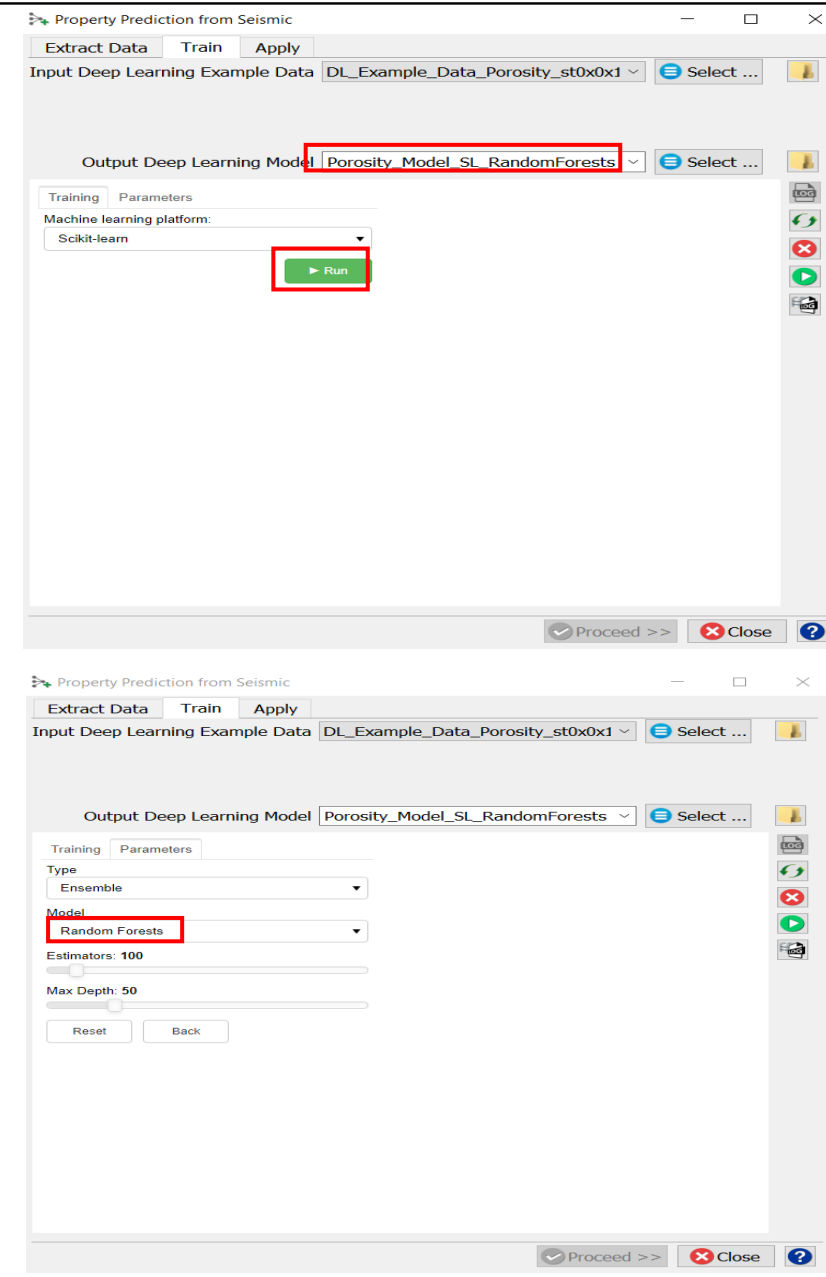 Property Prediction from Seismic
Extract Data Train Apply
Input Deep Learning Example Data DL_Example_Data_Porosity_st0x0x1 Select ...
Output Deep Learning Model Porosity_Model_SL_RandomForests Select ...
Training Parameters
LOG
Machine learning platform:
Scikit-learn
Run
LOG
Proceed >> Close ?
Property Prediction from Seismic
Extract Data Train Apply
Input Deep Learning Example Data DL_Example_Data_Porosity_st0x0x1 Select ...
Output Deep Learning Model Porosity_Model_SL_RandomForests Select ...
Training Parameters
LOG
Type
Ensemble
Model
Random Forests
Estimators: 100
LOG
Max Depth: 50
Reset Back
Proceed >> Close ?